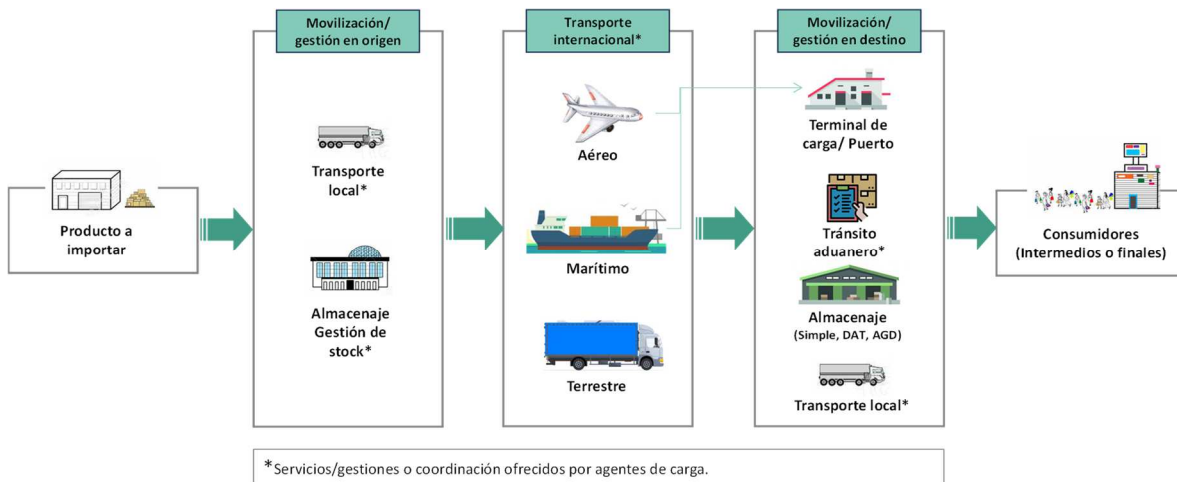 Movilización/
gestión en origen
Transporte
internacional*
Movilización/
gestión en destino
Producto a
importar
Transporte
local*
Almacenaje
Gestión de
stock*
Aéreo
Marítimo
Terrestre
Terminal de
carga/ Puerto
Tránsito
aduanero*
Almacenaje
(Simple, DAT, AGD)
Transporte local*
Consumidores
(Intermedios o finales)
*Servicios/gestiones o coordinación ofrecidos por agentes de carga.